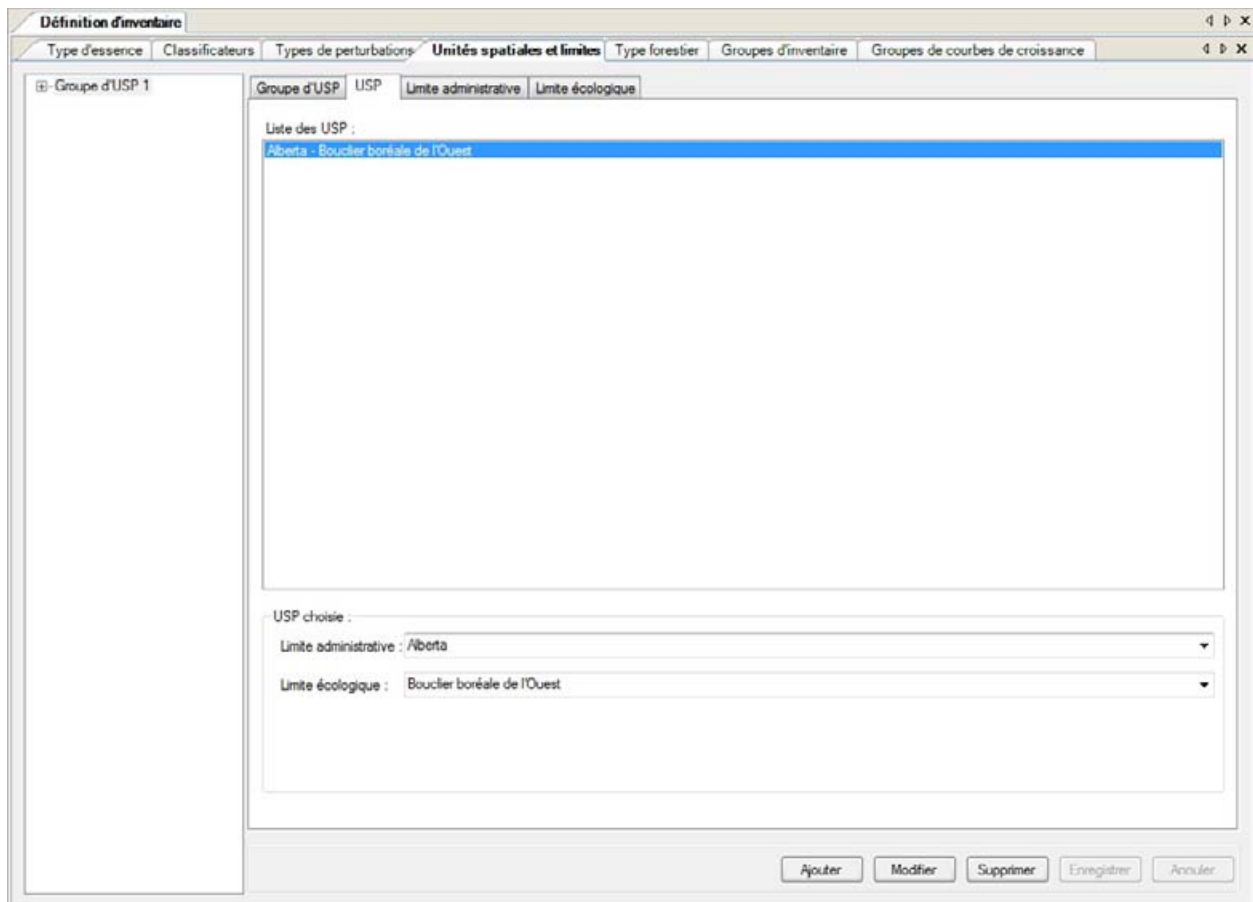 Définition d'inventaire
Type d'essence Classificateurs Types de perturbations Unités spatiales et limites Type forestier Groupes d'inventaire Groupes de courbes de croissance
Groupe d'USP 1
Groupe d'USP USP Limite administrative Limite écologique
Liste des USP :
Alberta - Bouclier boréale de l'Ouest
USP choisie :
Limite administrative : Alberta
Limite écologique : Bouclier boréale de l'Ouest
Ajouter Modifier Supprimer Enregistrer Annuler